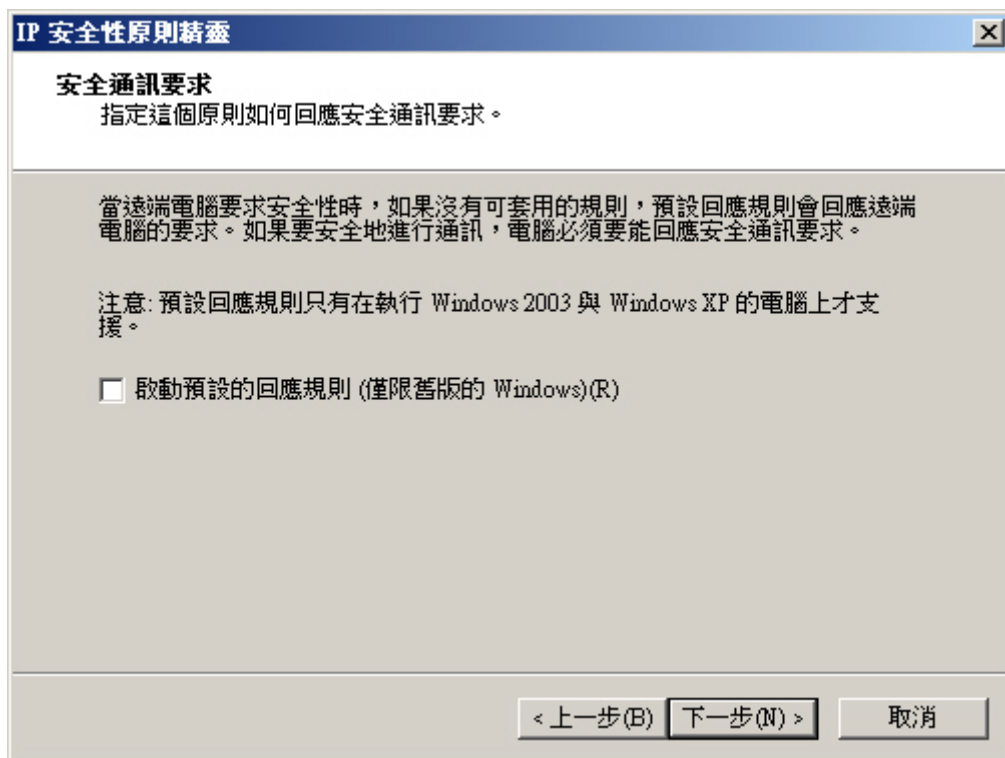 IP 安全性原則精靈
安全通訊要求
指定這個原則如何回應安全通訊要求。
當遠端電腦要求安全性時，如果沒有可套用的規則，預設回應規則會回應遠端
電腦的要求。如果要安全地進行通訊，電腦必須要能回應安全通訊要求。
注意: 預設回應規則只有在執行 Windows 2003 與 Windows XP 的電腦上才支
援。
啟動預設的回應規則 (僅限舊版的 Windows)(R)
< 上一步(B) 下一步(N) > 取消